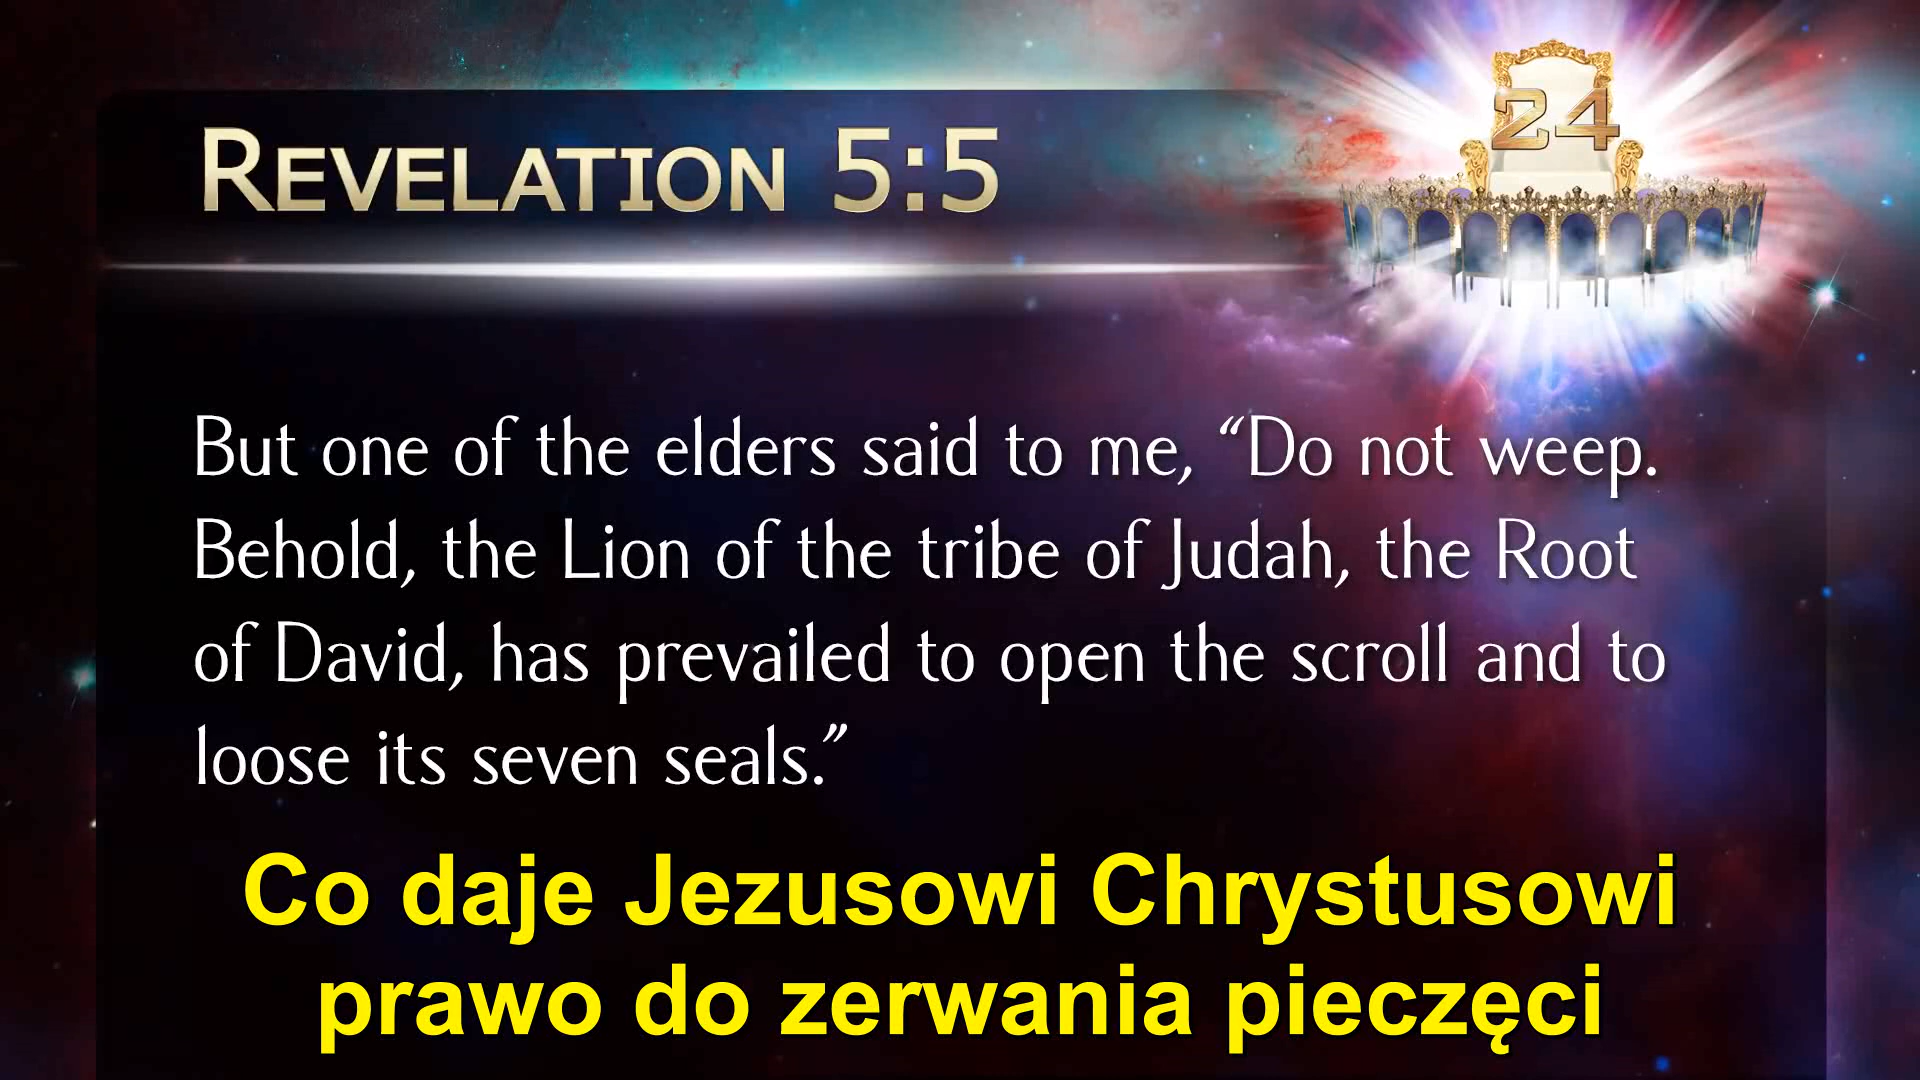 24
REVELATION 5:5
But one of the elders said to me, “Do not weep.
Behold, the Lion of the tribe of Judah, the Root
of David, has prevailed to open the scroll and to
loose its seven seals.”
Co daje Jezusowi Chrystusowi
prawo do zerwania pieczęci